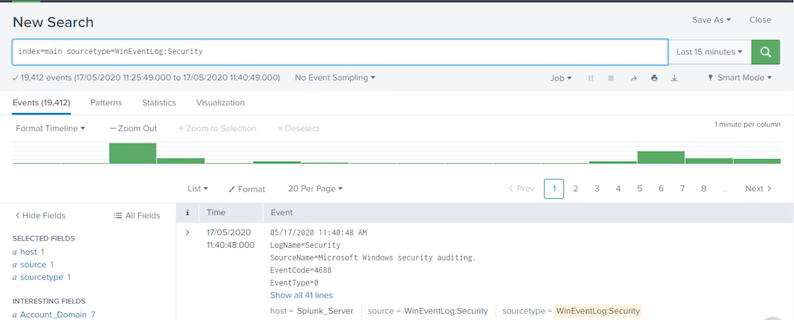 New Search
Save As Close
index=main sourcetype=WinEventLog:Security
Last 15 minutes
19,412 events (17/05/2020 11:25:49.000 to 17/05/2020 11:40:49.000) No Event Sampling
Job Smart Mode
Events (19,412) Patterns Statistics Visualization
Format Timeline — Zoom Out + Zoom to Selection × Deselect
1 minute per column
List Format 20 Per Page
< Prev 1 2 3 4 5 6 7 8 ... Next >
< Hide Fields All Fields
i Time Event
SELECTED FIELDS
a host 1
a source 1
a sourcetype 1
INTERESTING FIELDS
a Account_Domain 7
> 17/05/2020
11:40:48.000
05/17/2020 11:40:48 AM
LogName=Security
SourceName=Microsoft Windows security auditing.
EventCode=4688
EventType=0
Show all 41 lines
host = Splunk_Server source = WinEventLog:Security sourcetype = WinEventLog:Security